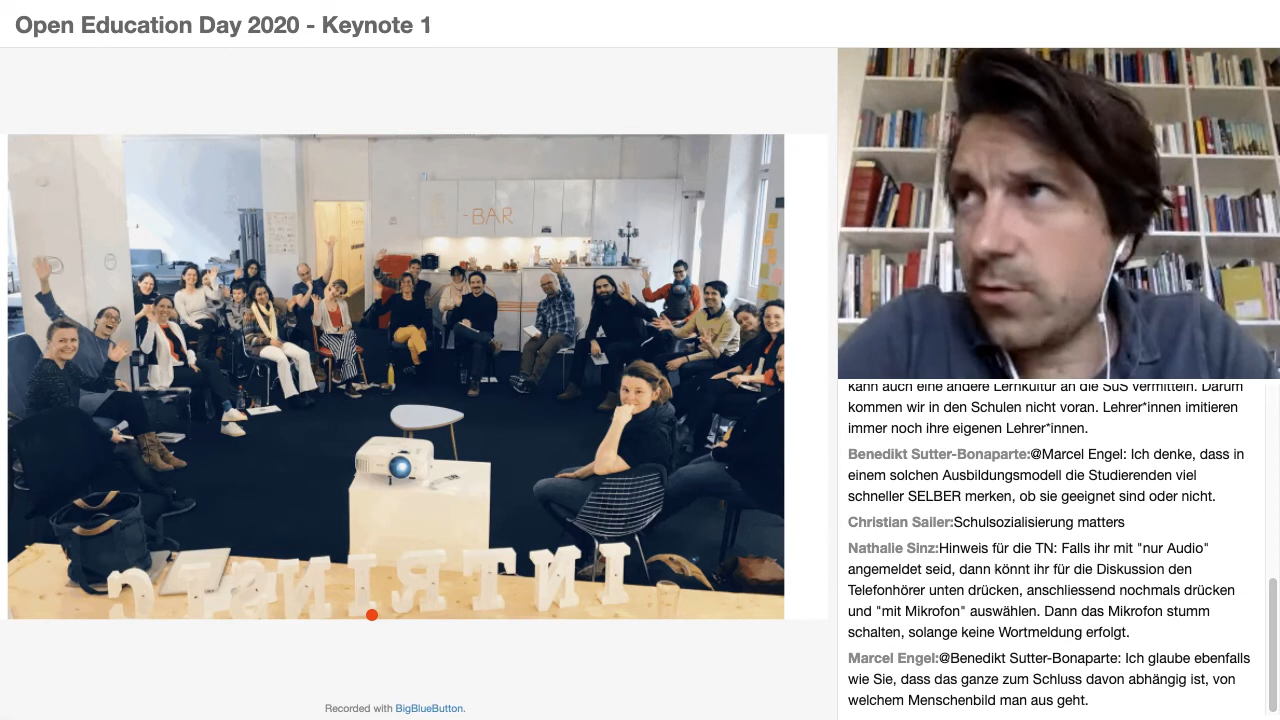 Open Education Day 2020 - Keynote 1
-BAR
INTRINSIC
Recorded with BigBlueButton.
kann auch eine andere Lernkultur an die SuS vermitteln. Darum
kommen wir in den Schulen nicht voran. Lehrer*innen imitieren
immer noch ihre eigenen Lehrer*innen.
Benedikt Sutter-Bonaparte:@Marcel Engel: Ich denke, dass in
einem solchen Ausbildungsmodell die Studierenden viel
schneller SELBER merken, ob sie geeignet sind oder nicht.
Christian Sailer:Schulsozialisierung matters
Nathalie Sinz:Hinweis für die TN: Falls ihr mit "nur Audio"
angemeldet seid, dann könnt ihr für die Diskussion den
Telefonhörer unten drücken, anschliessend nochmals drücken
und "mit Mikrofon" auswählen. Dann das Mikrofon stumm
schalten, solange keine Wortmeldung erfolgt.
Marcel Engel:@Benedikt Sutter-Bonaparte: Ich glaube ebenfalls
wie Sie, dass das ganze zum Schluss davon abhängig ist, von
welchem Menschenbild man aus geht.